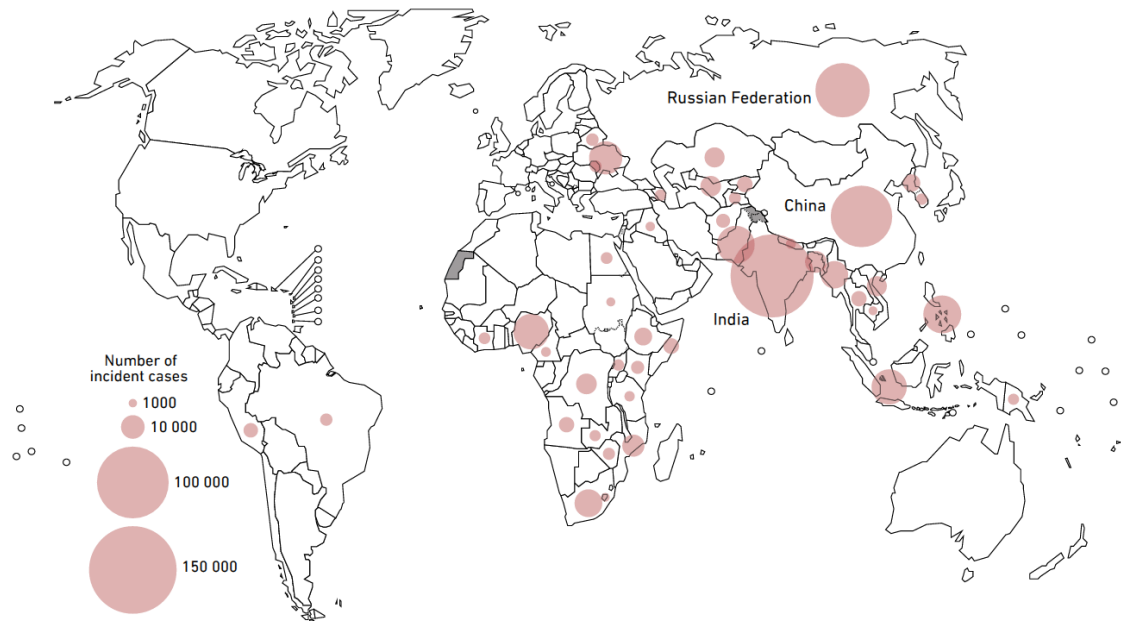 Russian Federation
China
India
Number of
incident cases
1000
10 000
100 000
150 000